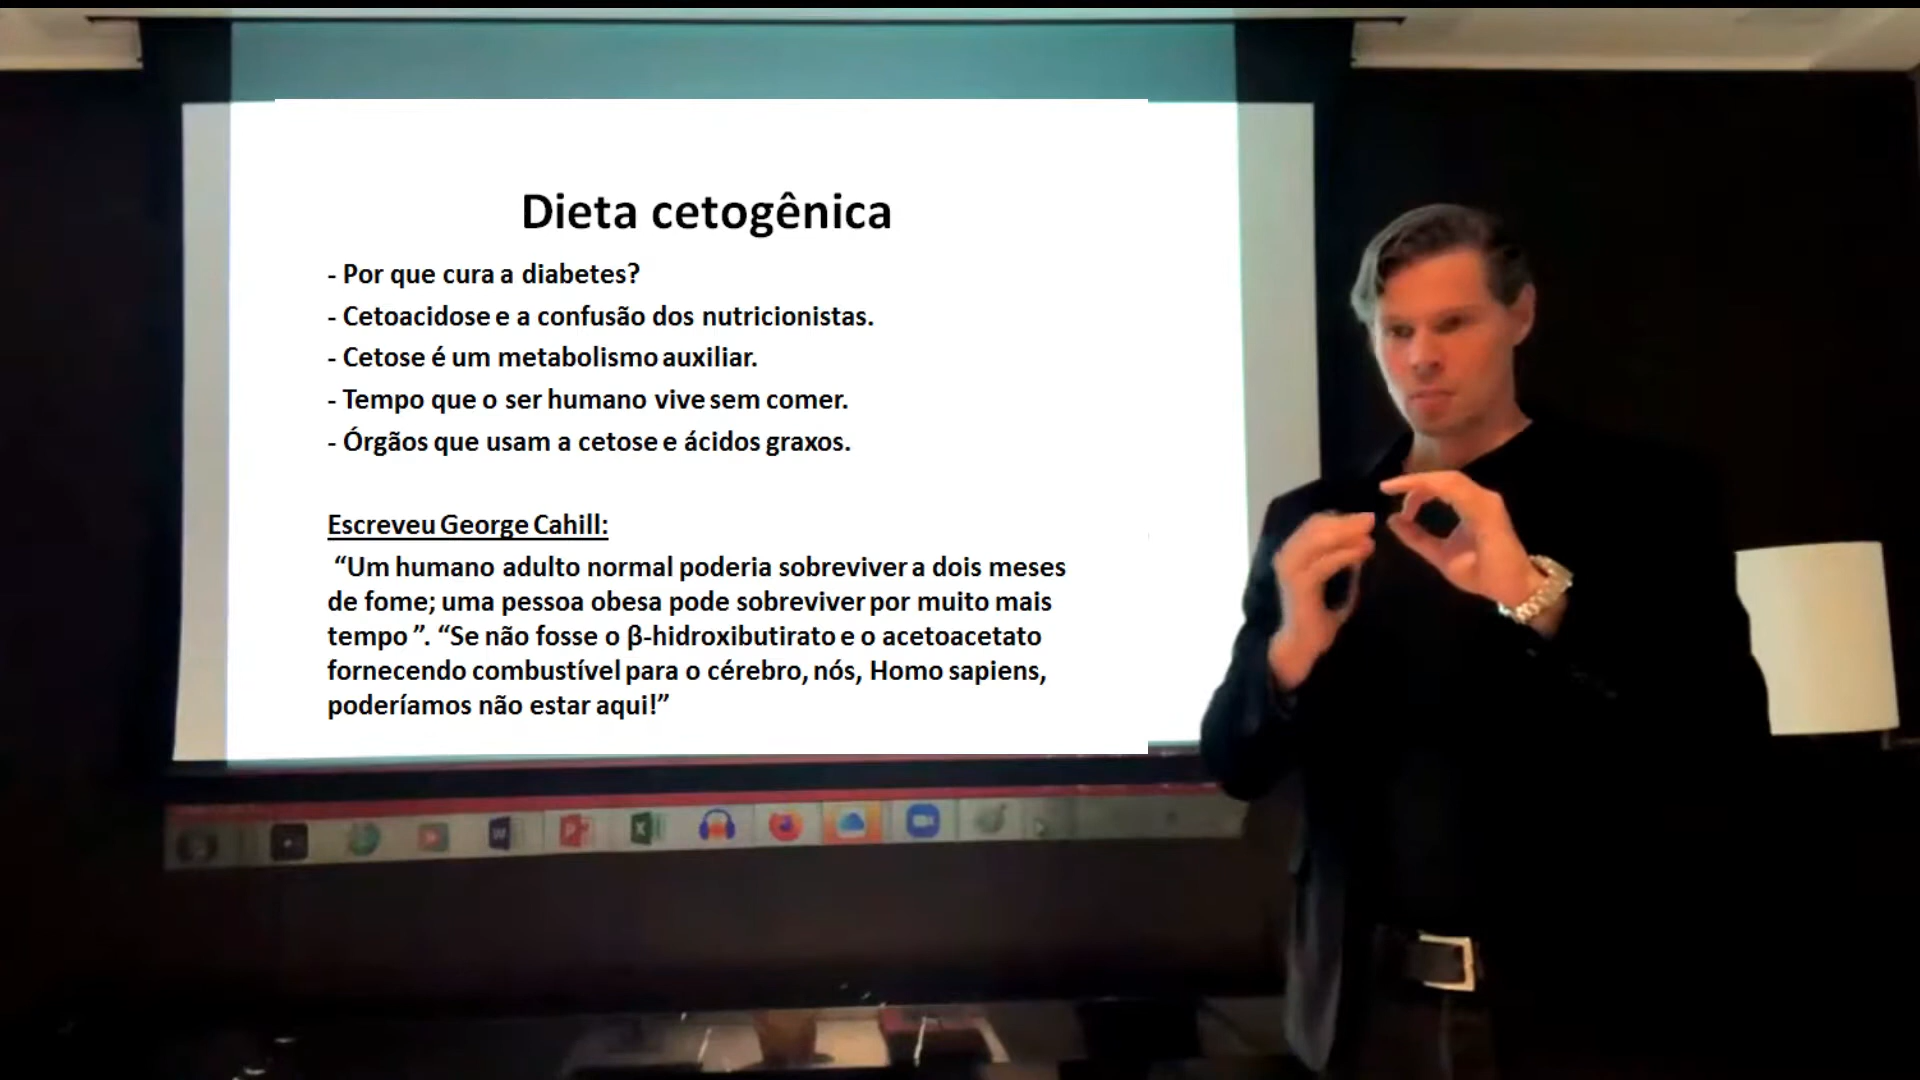 Dieta cetogênica
- Por que cura a diabetes?
- Cetoacidose e a confusão dos nutricionistas.
- Cetose é um metabolismo auxiliar.
- Tempo que o ser humano vive sem comer.
- Órgãos que usam a cetose e ácidos graxos.
Escreveu George Cahill:
“Um humano adulto normal poderia sobreviver a dois meses
de fome; uma pessoa obesa pode sobreviver por muito mais
tempo ”. “Se não fosse o β-hidroxibutirato e o acetoacetato
fornecendo combustível para o cérebro, nós, Homo sapiens,
poderíamos não estar aqui!”